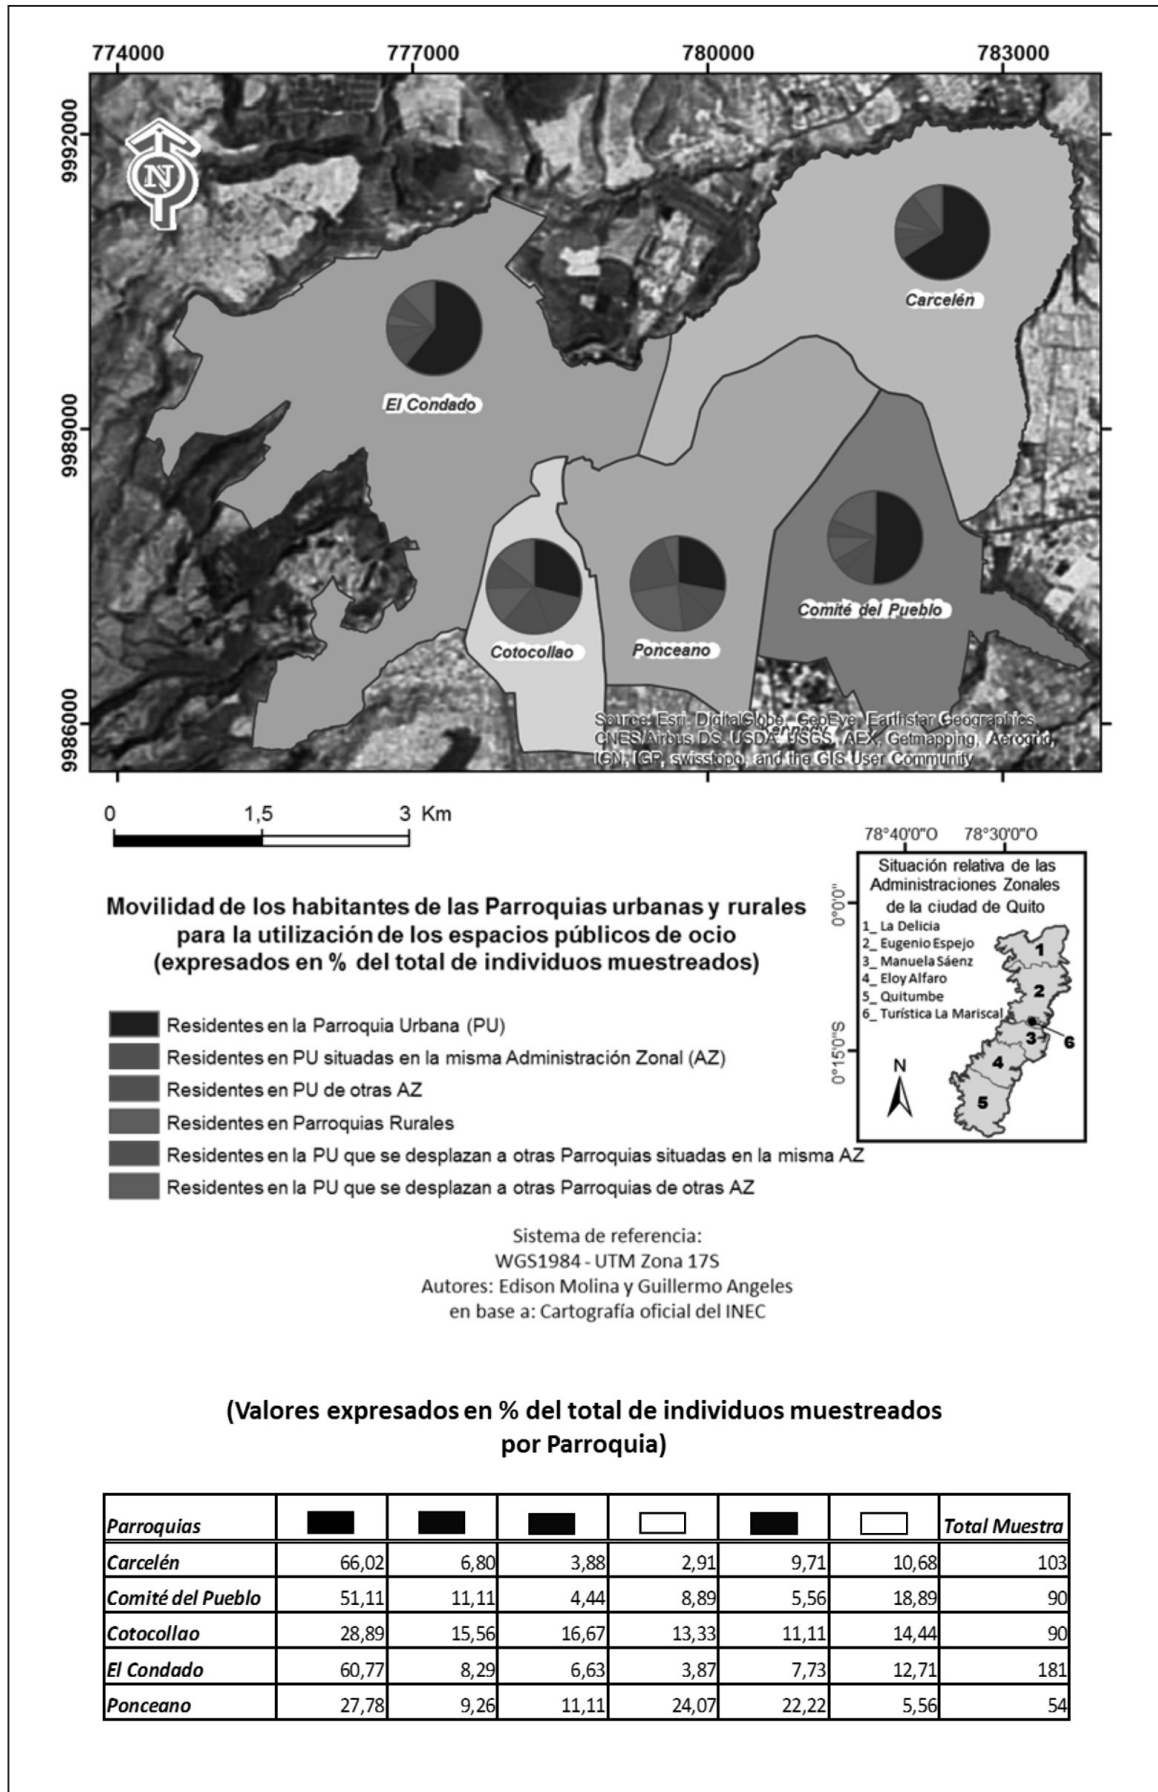 774000 777000 780000 783000
9992000
9989000
9986000
N
Carcelén
El Condado
Comité del Pueblo
Cotocollao
Ponceano
Kennedy
Source: Esri, DigitalGlobe, GeoEye, Earthstar Geographics,
CNES/Airbus DS, USDA, USGS, AEX, Getmapping, Aerogrid,
IGN, IGP, swisstopo, and the GIS User Community
0 1,5 3 Km
78°40'0"O 78°30'0"O
0°0'0"
0°15'0"S
Situación relativa de las
Administraciones Zonales
de la ciudad de Quito
1_ La Delicia
2_ Eugenio Espejo
3_ Manuela Sáenz
4_ Eloy Alfaro
5_ Quitumbe
6_ Turística La Mariscal
1
2
3
6
4
5
N
Movilidad de los habitantes de las Parroquias urbanas y rurales
para la utilización de los espacios públicos de ocio
(expresados en % del total de individuos muestreados)
Residentes en la Parroquia Urbana (PU)
Residentes en PU situadas en la misma Administración Zonal (AZ)
Residentes en PU de otras AZ
Residentes en Parroquias Rurales
Residentes en la PU que se desplazan a otras Parroquias situadas en la misma AZ
Residentes en la PU que se desplazan a otras Parroquias de otras AZ
Sistema de referencia:
WGS1984 - UTM Zona 17S
Autores: Edison Molina y Guillermo Angeles
en base a: Cartografía oficial del INEC
(Valores expresados en % del total de individuos muestreados
por Parroquia)
Parroquias Total Muestra
Carcelén 66,02 6,80 3,88 2,91 9,71 10,68 103
Comité del Pueblo 51,11 11,11 4,44 8,89 5,56 18,89 90
Cotocollao 28,89 15,56 16,67 13,33 11,11 14,44 90
El Condado 60,77 8,29 6,63 3,87 7,73 12,71 181
Ponceano 27,78 9,26 11,11 24,07 22,22 5,56 54